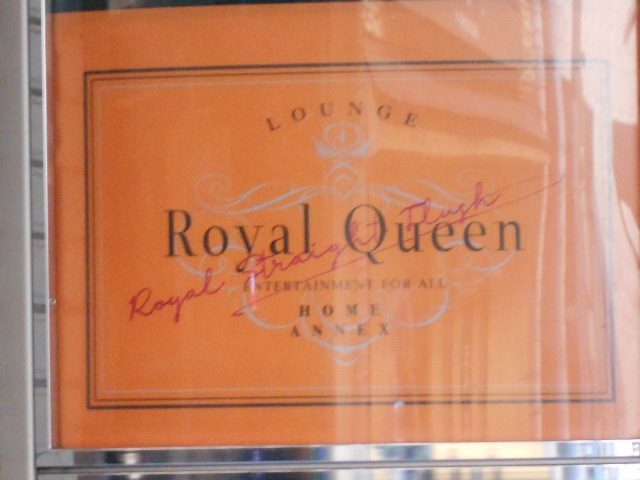 LOUNGE
Royal Queen
Royal Straight Flush
ENTERTAINMENT FOR ALL
HOME
ANNEX